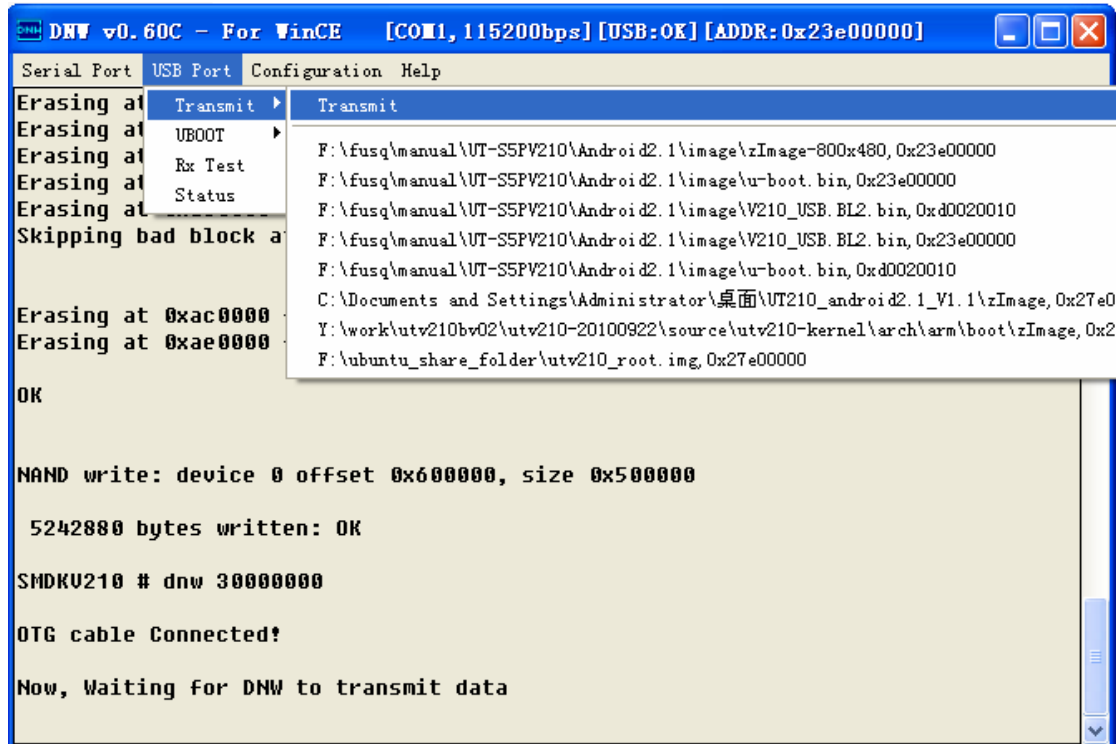 DNW v0.60C - For WinCE [COM1,115200bps][USB:OK][ADDR:0x23e00000]
Serial Port USB Port Configuration Help
Transmit
UBOOT
Rx Test
Status
Transmit
F:\fusq\manual\UT-S5PV210\Android2.1\image\zImage-800x480,0x23e00000
F:\fusq\manual\UT-S5PV210\Android2.1\image\u-boot.bin,0x23e00000
F:\fusq\manual\UT-S5PV210\Android2.1\image\V210_USB.BL2.bin,0xd0020010
F:\fusq\manual\UT-S5PV210\Android2.1\image\V210_USB.BL2.bin,0x23e00000
F:\fusq\manual\UT-S5PV210\Android2.1\image\u-boot.bin,0xd0020010
C:\Documents and Settings\Administrator\桌面\UT210_android2.1_V1.1\zImage,0x27e0
Y:\work\utv210bv02\utv210-20100922\source\utv210-kernel\arch\arm\boot\zImage,0x2
F:\ubuntu_share_folder\utv210_root.img,0x27e00000
Erasing at
Erasing at
Erasing at
Erasing at
Erasing at
Skipping bad block a
Erasing at 0xac0000
Erasing at 0xae0000
OK
NAND write: device 0 offset 0x600000, size 0x500000
5242880 bytes written: OK
SMDKV210 # dnw 30000000
OTG cable Connected!
Now, Waiting for DNW to transmit data